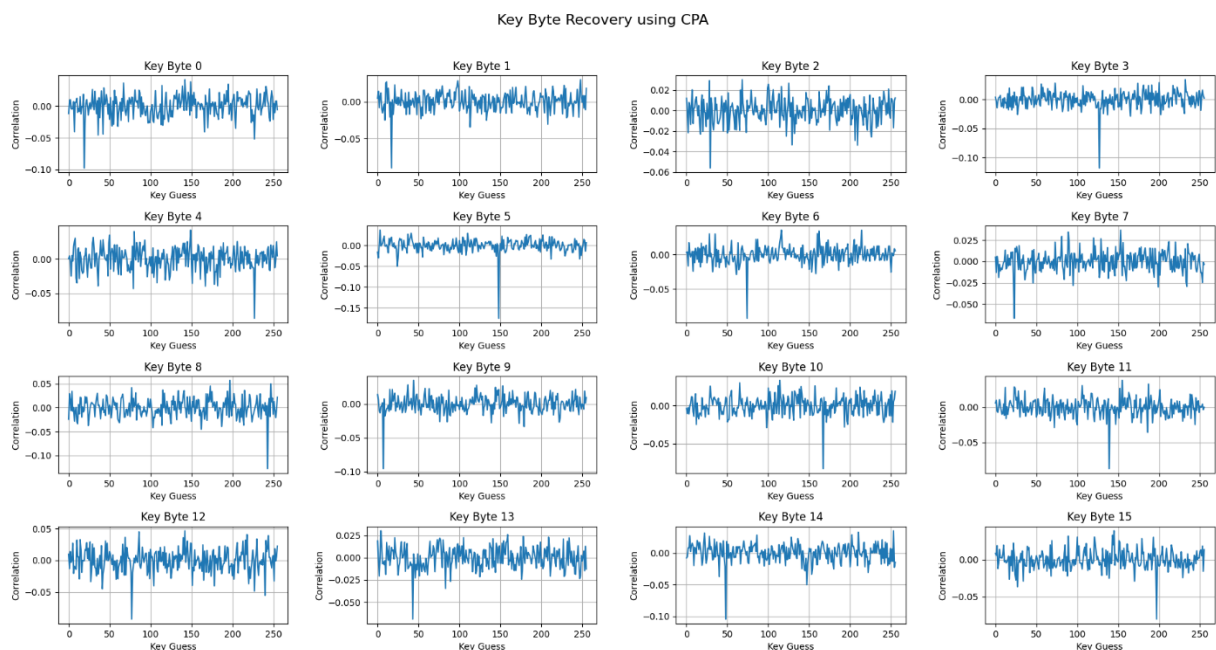 Key Byte Recovery using CPA
Key Byte 0
Correlation
0.00
−0.05
−0.10
0 50 100 150 200 250
Key Guess
Key Byte 1
Correlation
0.00
−0.05
0 50 100 150 200 250
Key Guess
Key Byte 2
Correlation
0.02
0.00
−0.02
−0.04
−0.06
0 50 100 150 200 250
Key Guess
Key Byte 3
Correlation
0.00
−0.05
−0.10
0 50 100 150 200 250
Key Guess
Key Byte 4
Correlation
0.00
−0.05
0 50 100 150 200 250
Key Guess
Key Byte 5
Correlation
0.00
−0.05
−0.10
−0.15
0 50 100 150 200 250
Key Guess
Key Byte 6
Correlation
0.00
−0.05
0 50 100 150 200 250
Key Guess
Key Byte 7
Correlation
0.025
0.000
−0.025
−0.050
0 50 100 150 200 250
Key Guess
Key Byte 8
Correlation
0.05
0.00
−0.05
−0.10
0 50 100 150 200 250
Key Guess
Key Byte 9
Correlation
0.00
−0.05
−0.10
0 50 100 150 200 250
Key Guess
Key Byte 10
Correlation
0.00
−0.05
0 50 100 150 200 250
Key Guess
Key Byte 11
Correlation
0.00
−0.05
0 50 100 150 200 250
Key Guess
Key Byte 12
Correlation
0.05
0.00
−0.05
0 50 100 150 200 250
Key Guess
Key Byte 13
Correlation
0.025
0.000
−0.025
−0.050
0 50 100 150 200 250
Key Guess
Key Byte 14
Correlation
0.00
−0.05
−0.10
0 50 100 150 200 250
Key Guess
Key Byte 15
Correlation
0.00
−0.05
0 50 100 150 200 250
Key Guess